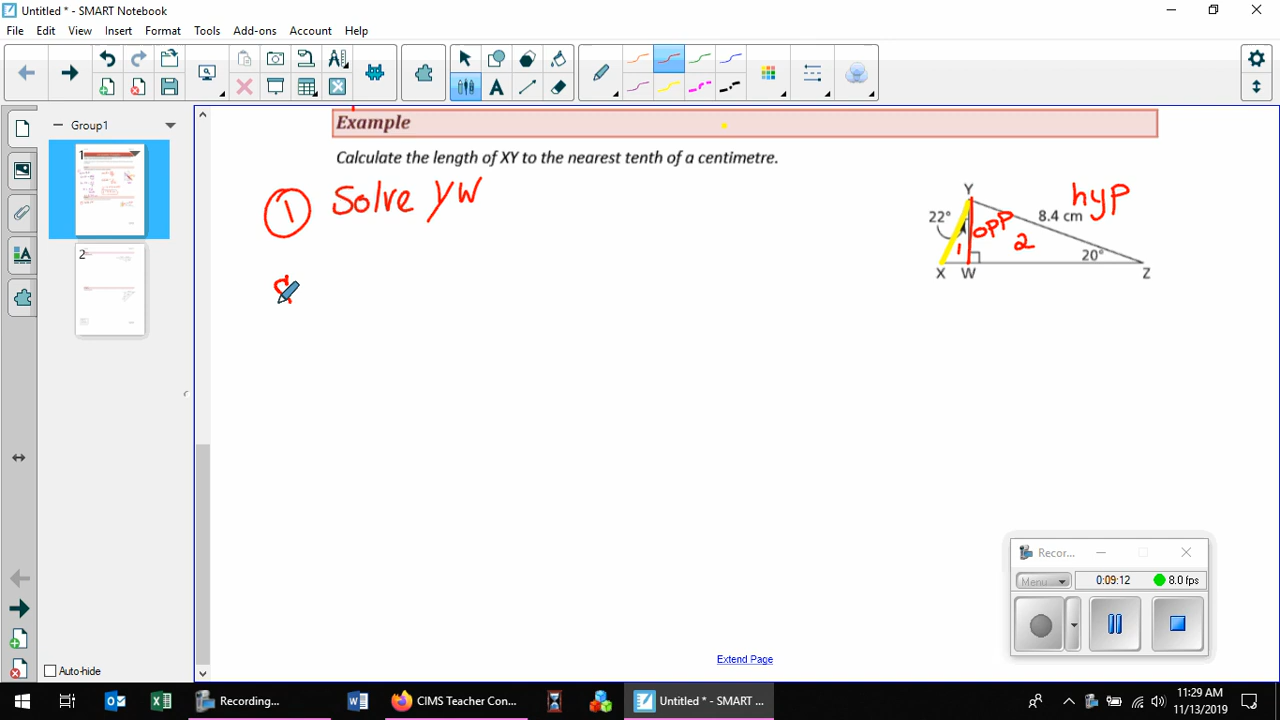 Untitled * - SMART Notebook
File Edit View Insert Format Tools Add-ons Account Help
Group1
1
2
Example
Calculate the length of XY to the nearest tenth of a centimetre.
① Solve YW
Y
hyp
22°
opp
8.4 cm
1
2
20°
X W Z
Recor...
Menu
0:09:12
8.0 fps
Extend Page
Auto-hide
Recording...
CIMS Teacher Con...
Untitled * - SMART ...
11:29 AM
11/13/2019